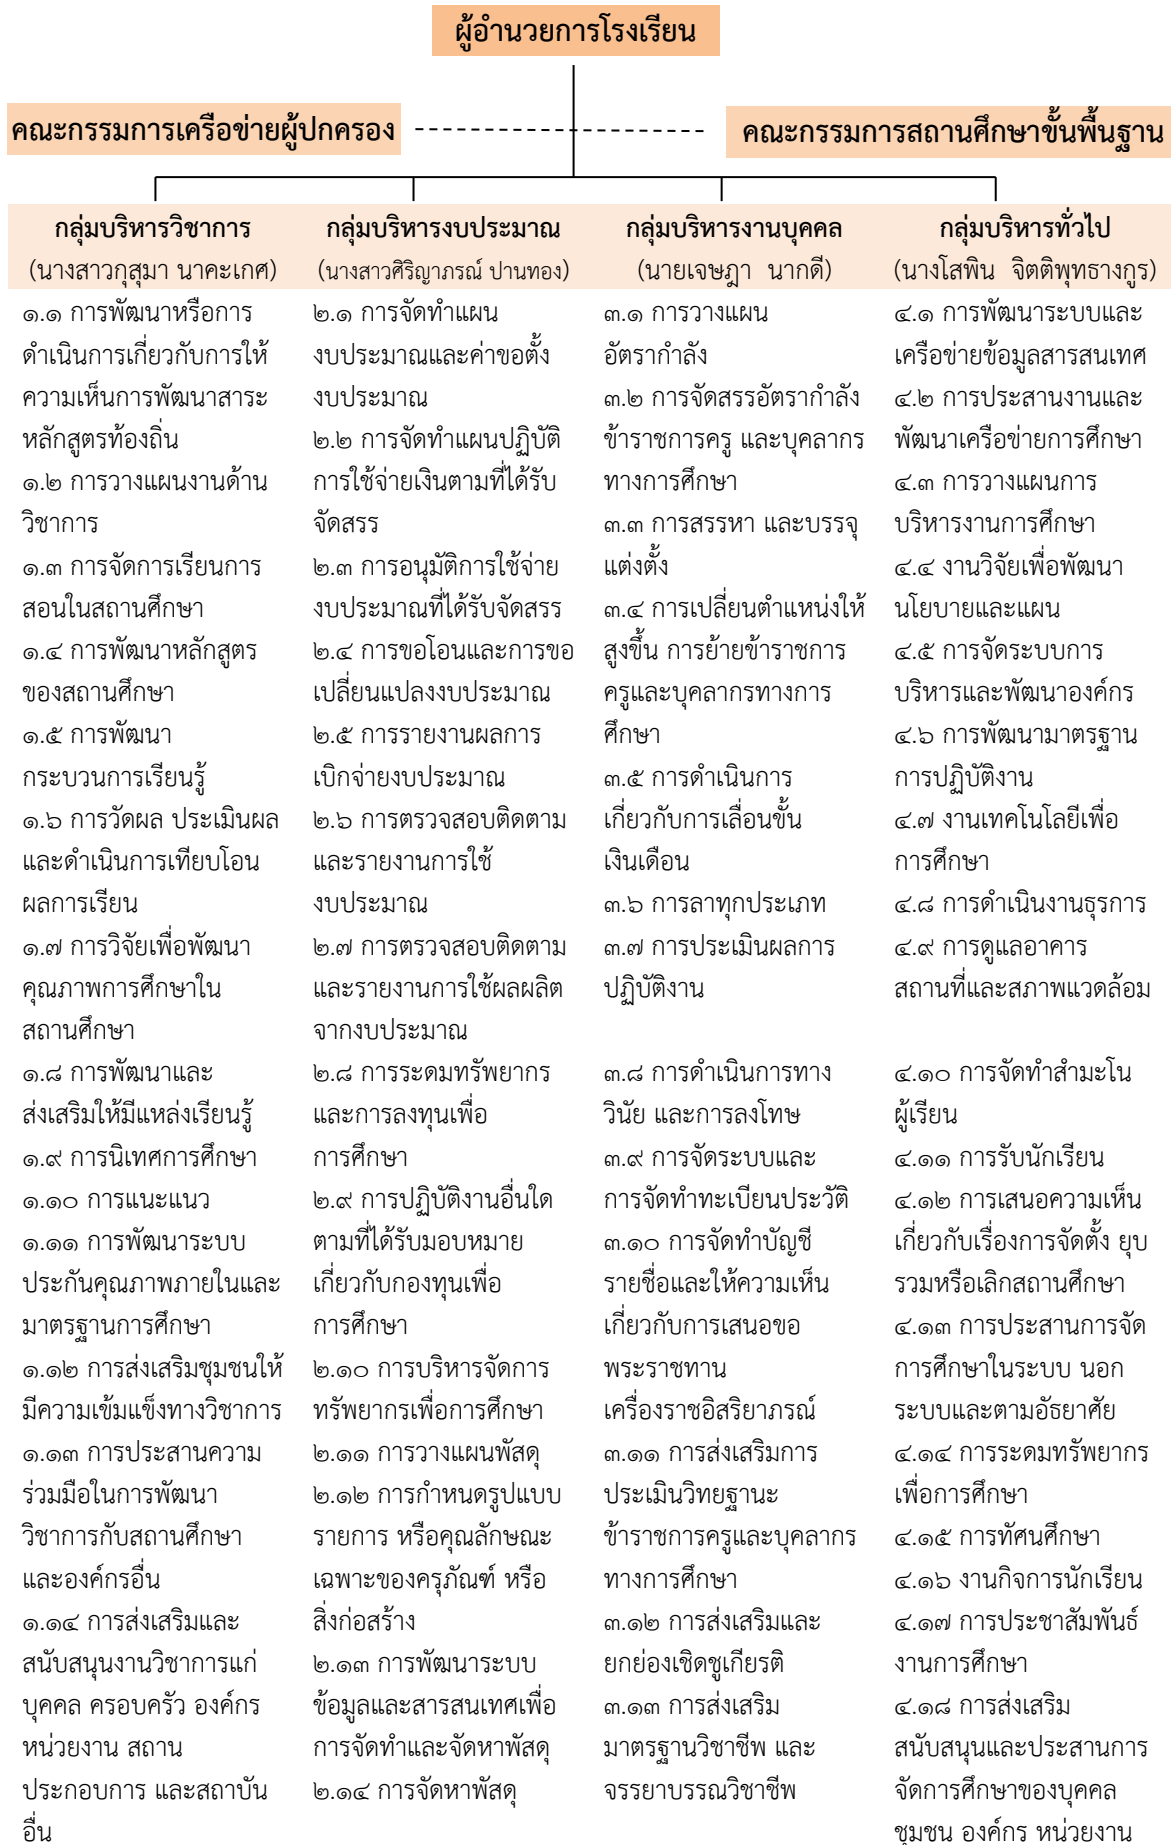 ผู้อำนวยการโรงเรียน
คณะกรรมการเครือข่ายผู้ปกครอง
คณะกรรมการสถานศึกษาขั้นพื้นฐาน
กลุ่มบริหารวิชาการ
(นางสาวกุสุมา นาคะเกศ)
๑.๑ การพัฒนาหรือการ
ดำเนินการเกี่ยวกับการให้
ความเห็นการพัฒนาสาระ
หลักสูตรท้องถิ่น
๑.๒ การวางแผนงานด้าน
วิชาการ
๑.๓ การจัดการเรียนการ
สอนในสถานศึกษา
๑.๔ การพัฒนาหลักสูตร
ของสถานศึกษา
๑.๕ การพัฒนา
กระบวนการเรียนรู้
๑.๖ การวัดผล ประเมินผล
และดำเนินการเทียบโอน
ผลการเรียน
๑.๗ การวิจัยเพื่อพัฒนา
คุณภาพการศึกษาใน
สถานศึกษา
๑.๘ การพัฒนาและ
ส่งเสริมให้มีแหล่งเรียนรู้
๑.๙ การนิเทศการศึกษา
๑.๑๐ การแนะแนว
๑.๑๑ การพัฒนาระบบ
ประกันคุณภาพภายในและ
มาตรฐานการศึกษา
๑.๑๒ การส่งเสริมชุมชนให้
มีความเข้มแข็งทางวิชาการ
๑.๑๓ การประสานความ
ร่วมมือในการพัฒนา
วิชาการกับสถานศึกษา
และองค์กรอื่น
๑.๑๔ การส่งเสริมและ
สนับสนุนงานวิชาการแก่
บุคคล ครอบครัว องค์กร
หน่วยงาน สถาน
ประกอบการ และสถาบัน
อื่น
กลุ่มบริหารงบประมาณ
(นางสาวศิริญาภรณ์ ปานทอง)
๒.๑ การจัดทำแผน
งบประมาณและค่าขอตั้ง
งบประมาณ
๒.๒ การจัดทำแผนปฏิบัติ
การใช้จ่ายเงินตามที่ได้รับ
จัดสรร
๒.๓ การอนุมัติการใช้จ่าย
งบประมาณที่ได้รับจัดสรร
๒.๔ การขอโอนและการขอ
เปลี่ยนแปลงงบประมาณ
๒.๕ การรายงานผลการ
เบิกจ่ายงบประมาณ
๒.๖ การตรวจสอบติดตาม
และรายงานการใช้
งบประมาณ
๒.๗ การตรวจสอบติดตาม
และรายงานการใช้ผลผลิต
จากงบประมาณ
๒.๘ การระดมทรัพยากร
และการลงทุนเพื่อ
การศึกษา
๒.๙ การปฏิบัติงานอื่นใด
ตามที่ได้รับมอบหมาย
เกี่ยวกับกองทุนเพื่อ
การศึกษา
๒.๑๐ การบริหารจัดการ
ทรัพยากรเพื่อการศึกษา
๒.๑๑ การวางแผนพัสดุ
๒.๑๒ การกำหนดรูปแบบ
รายการ หรือคุณลักษณะ
เฉพาะของครุภัณฑ์ หรือ
สิ่งก่อสร้าง
๒.๑๓ การพัฒนาระบบ
ข้อมูลและสารสนเทศเพื่อ
การจัดทำและจัดหาพัสดุ
๒.๑๔ การจัดหาพัสดุ
กลุ่มบริหารงานบุคคล
(นายเจษฎา นากดี)
๓.๑ การวางแผน
อัตรากำลัง
๓.๒ การจัดสรรอัตรากำลัง
ข้าราชการครู และบุคลากร
ทางการศึกษา
๓.๓ การสรรหา และบรรจุ
แต่งตั้ง
๓.๔ การเปลี่ยนตำแหน่งให้
สูงขึ้น การย้ายข้าราชการ
ครูและบุคลากรทางการ
ศึกษา
๓.๕ การดำเนินการ
เกี่ยวกับการเลื่อนขั้น
เงินเดือน
๓.๖ การลาทุกประเภท
๓.๗ การประเมินผลการ
ปฏิบัติงาน
๓.๘ การดำเนินการทาง
วินัย และการลงโทษ
๓.๙ การจัดระบบและ
การจัดทำทะเบียนประวัติ
๓.๑๐ การจัดทำบัญชี
รายชื่อและให้ความเห็น
เกี่ยวกับการเสนอขอ
พระราชทาน
เครื่องราชอิสริยาภรณ์
๓.๑๑ การส่งเสริมการ
ประเมินวิทยฐานะ
ข้าราชการครูและบุคลากร
ทางการศึกษา
๓.๑๒ การส่งเสริมและ
ยกย่องเชิดชูเกียรติ
๓.๑๓ การส่งเสริม
มาตรฐานวิชาชีพ และ
จรรยาบรรณวิชาชีพ
กลุ่มบริหารทั่วไป
(นางโสพิน จิตติพุทธางกูร)
๔.๑ การพัฒนาระบบและ
เครือข่ายข้อมูลสารสนเทศ
๔.๒ การประสานงานและ
พัฒนาเครือข่ายการศึกษา
๔.๓ การวางแผนการ
บริหารงานการศึกษา
๔.๔ งานวิจัยเพื่อพัฒนา
นโยบายและแผน
๔.๕ การจัดระบบการ
บริหารและพัฒนาองค์กร
๔.๖ การพัฒนามาตรฐาน
การปฏิบัติงาน
๔.๗ งานเทคโนโลยีเพื่อ
การศึกษา
๔.๘ การดำเนินงานธุรการ
๔.๙ การดูแลอาคาร
สถานที่และสภาพแวดล้อม
๔.๑๐ การจัดทำสำมะโน
ผู้เรียน
๔.๑๑ การรับนักเรียน
๔.๑๒ การเสนอความเห็น
เกี่ยวกับเรื่องการจัดตั้ง ยุบ
รวมหรือเลิกสถานศึกษา
๔.๑๓ การประสานการจัด
การศึกษาในระบบ นอก
ระบบและตามอัธยาศัย
๔.๑๔ การระดมทรัพยากร
เพื่อการศึกษา
๔.๑๕ การทัศนศึกษา
๔.๑๖ งานกิจการนักเรียน
๔.๑๗ การประชาสัมพันธ์
งานการศึกษา
๔.๑๘ การส่งเสริม
สนับสนุนและประสานการ
จัดการศึกษาของบุคคล
ชุมชน องค์กร หน่วยงาน